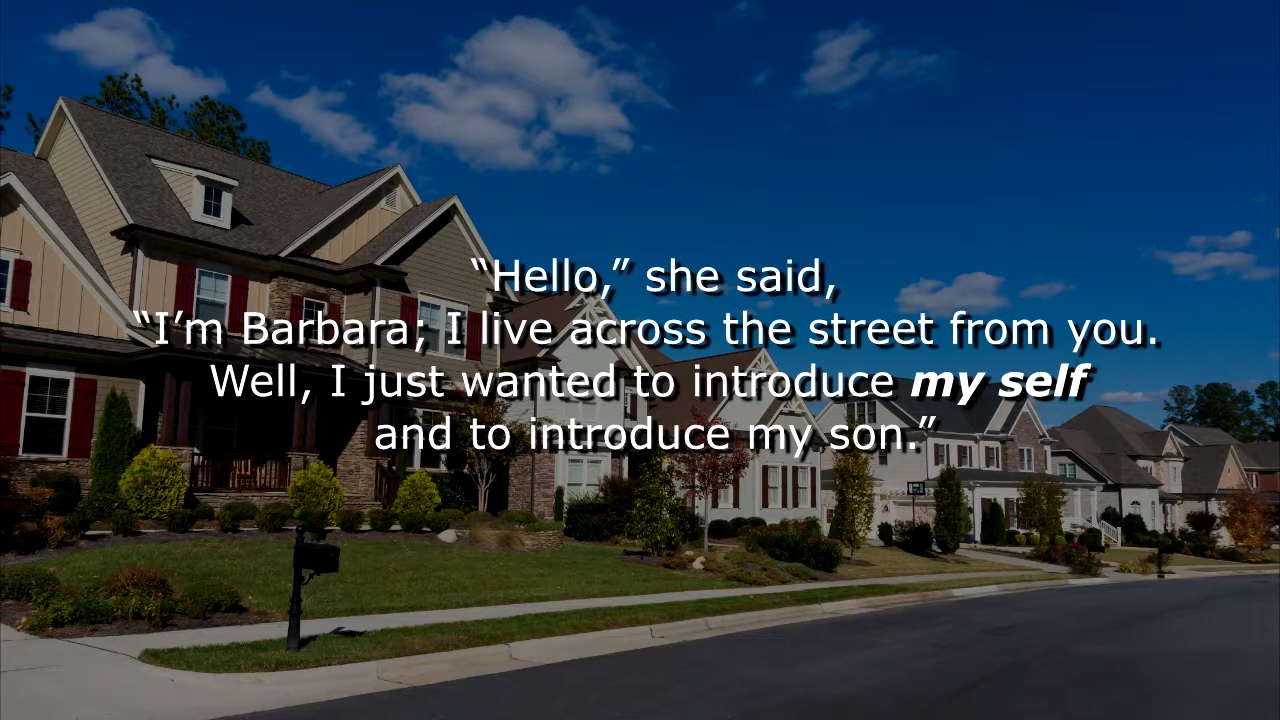 “Hello,” she said,
“I’m Barbara; I live across the street from you.
Well, I just wanted to introduce my self
and to introduce my son.”